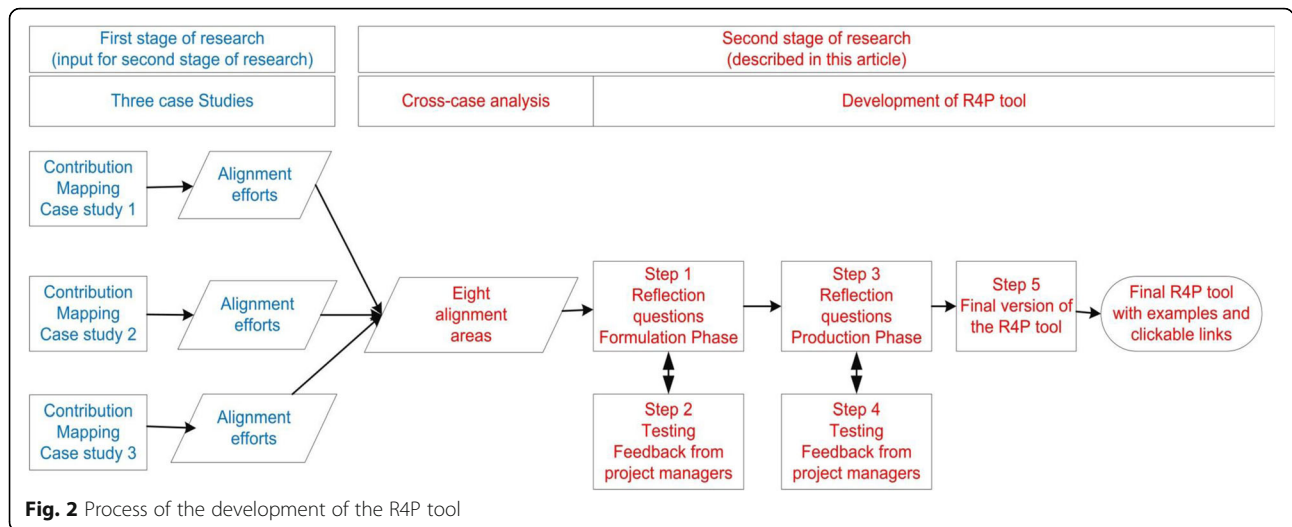 First stage of research
(input for second stage of research)
Second stage of research
(described in this article)
Three case Studies
Cross-case analysis
Development of R4P tool
Contribution
Mapping
Case study 1
Alignment
efforts
Contribution
Mapping
Case study 2
Alignment
efforts
Contribution
Mapping
Case study 3
Alignment
efforts
Eight
alignment
areas
Step 1
Reflection
questions
Formulation Phase
Step 2
Testing
Feedback from
project managers
Step 3
Reflection
questions
Production Phase
Step 4
Testing
Feedback from
project managers
Step 5
Final version of
the R4P tool
Final R4P tool
with examples and
clickable links
Fig. 2 Process of the development of the R4P tool